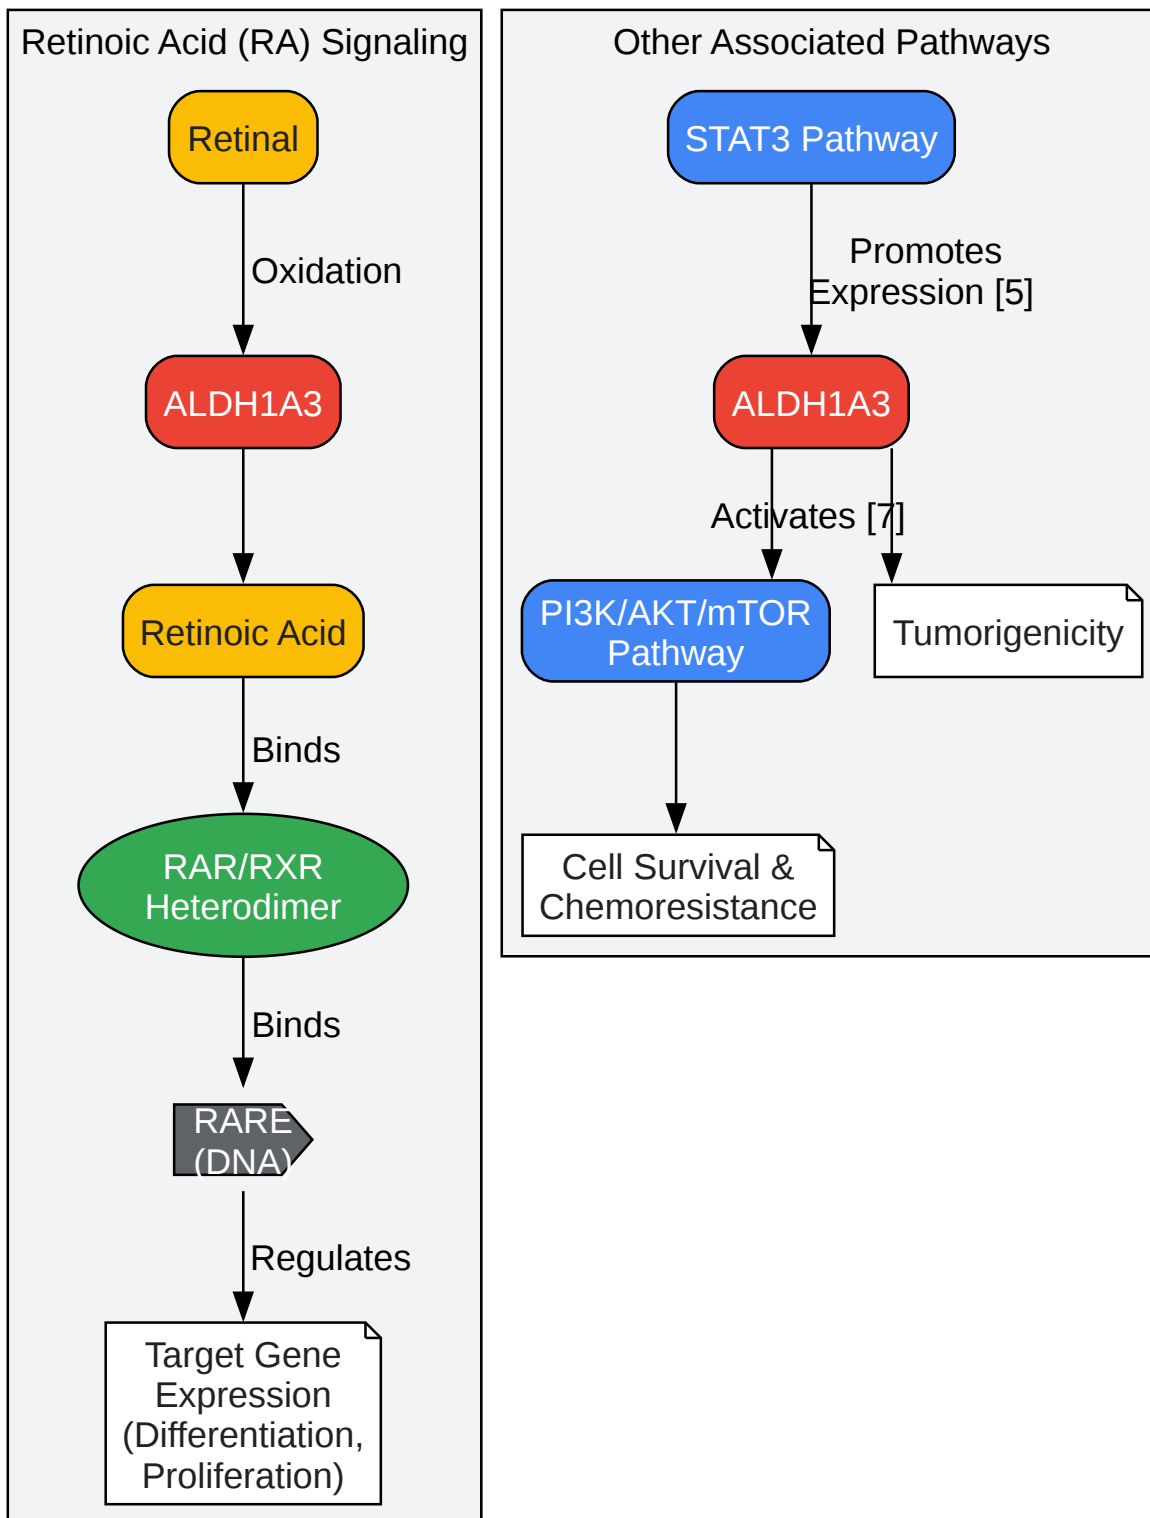 Retinoic Acid (RA) Signaling
Retinal
Oxidation
ALDH1A3
Retinoic Acid
Binds
RAR/RXR
Heterodimer
Binds
RARE
(DNA)
Regulates
Target Gene
Expression
(Differentiation,
Proliferation)
Other Associated Pathways
STAT3 Pathway
Promotes
Expression [5]
ALDH1A3
Activates [7]
PI3K/AKT/mTOR
Pathway
Tumorigenicity
Cell Survival &
Chemoresistance